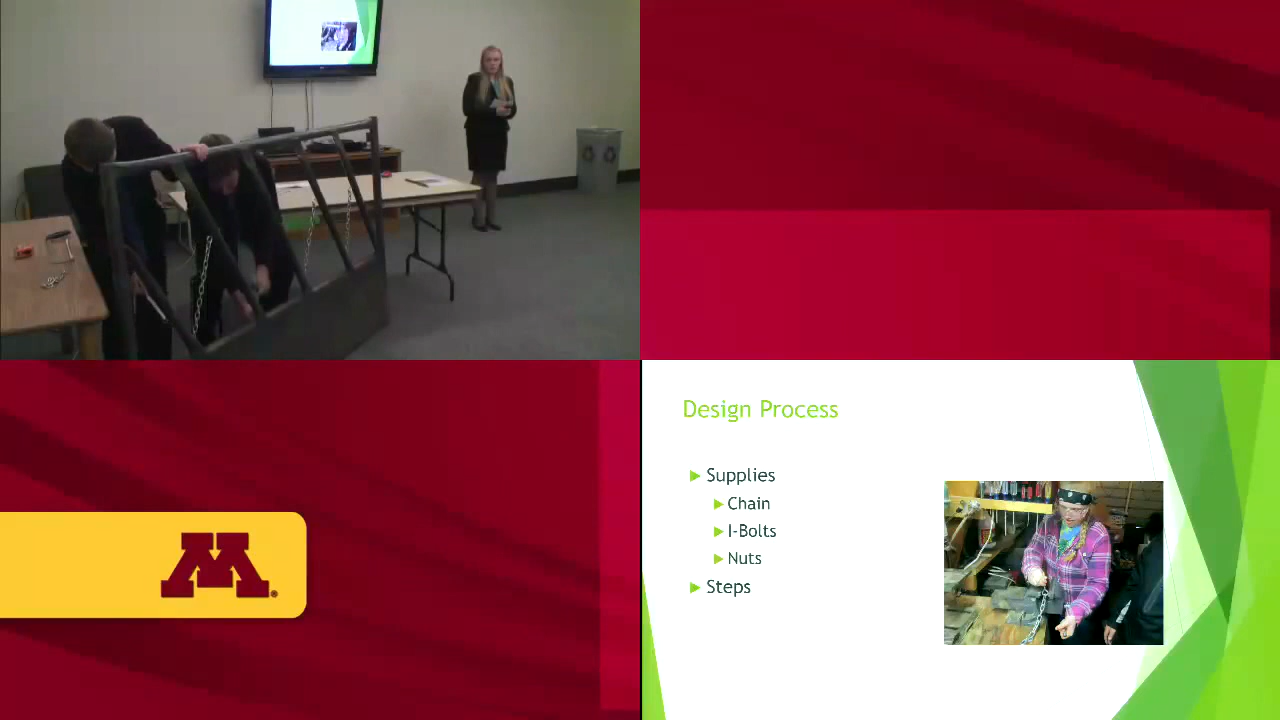 Design Process
Supplies
Chain
I-Bolts
Nuts
Steps
M